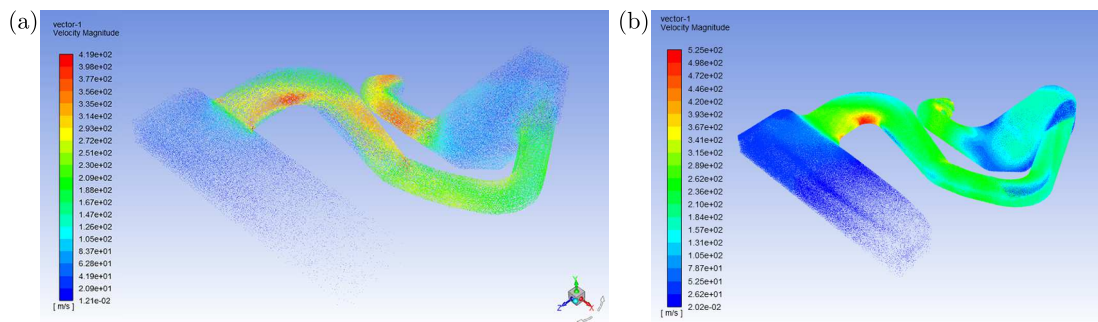 (a)
vector-1
Velocity Magnitude
4.19e+02
3.98e+02
3.77e+02
3.56e+02
3.35e+02
3.14e+02
2.93e+02
2.72e+02
2.51e+02
2.30e+02
2.09e+02
1.88e+02
1.67e+02
1.47e+02
1.26e+02
1.05e+02
8.37e+01
6.28e+01
4.19e+01
2.09e+01
1.21e-02
[ m/s ]
Y
Z
X
(b)
vector-1
Velocity Magnitude
5.25e+02
4.98e+02
4.72e+02
4.46e+02
4.20e+02
3.93e+02
3.67e+02
3.41e+02
3.15e+02
2.89e+02
2.62e+02
2.36e+02
2.10e+02
1.84e+02
1.57e+02
1.31e+02
1.05e+02
7.87e+01
5.25e+01
2.62e+01
2.02e-02
[ m/s ]